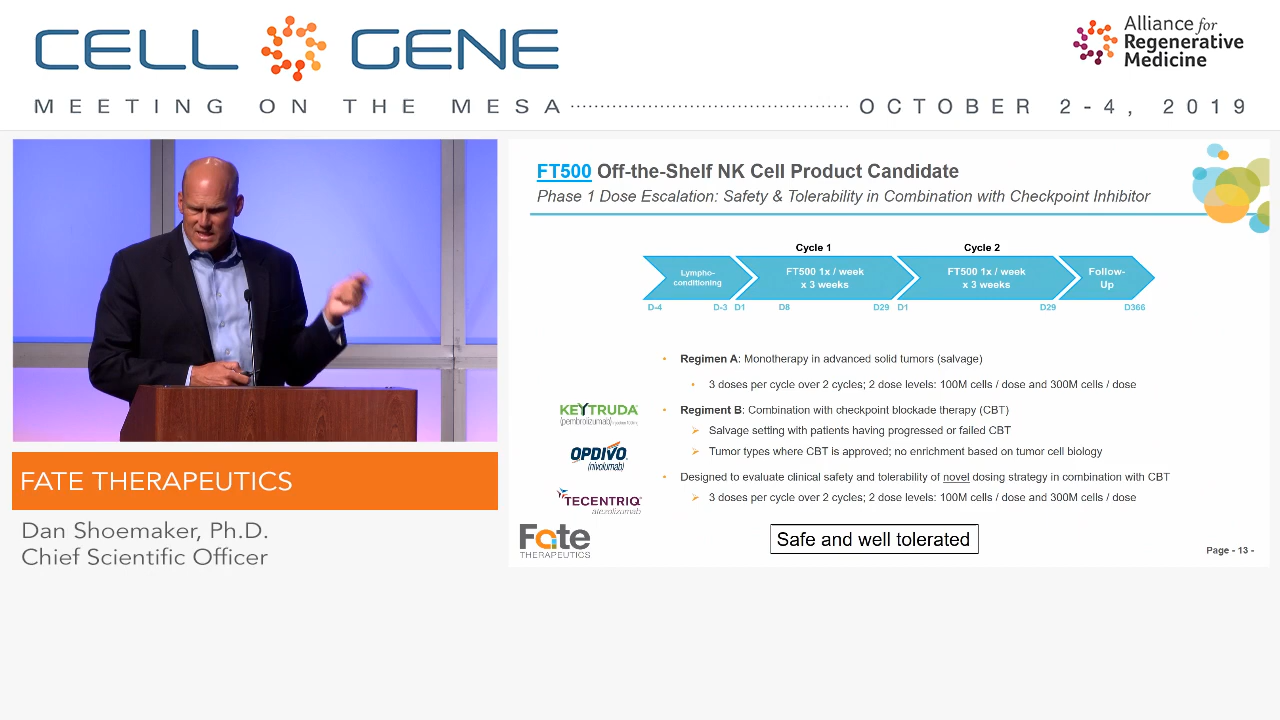 CELL GENE
Alliance for
Regenerative
Medicine
MEETING ON THE MESA OCTOBER 2-4, 2019
FT500 Off-the-Shelf NK Cell Product Candidate
Phase 1 Dose Escalation: Safety & Tolerability in Combination with Checkpoint Inhibitor
Cycle 1
Cycle 2
Lympho-
conditioning
FT500 1x / week
x 3 weeks
FT500 1x / week
x 3 weeks
Follow-
Up
D-4 D-3 D1 D8 D29 D1 D29 D366
• Regimen A: Monotherapy in advanced solid tumors (salvage)
• 3 doses per cycle over 2 cycles; 2 dose levels: 100M cells / dose and 300M cells / dose
KEYTRUDA
(pembrolizumab)
• Regiment B: Combination with checkpoint blockade therapy (CBT)
➢ Salvage setting with patients having progressed or failed CBT
OPDIVO
(nivolumab)
➢ Tumor types where CBT is approved; no enrichment based on tumor cell biology
• Designed to evaluate clinical safety and tolerability of novel dosing strategy in combination with CBT
TECENTRIQ
atezolizumab
➢ 3 doses per cycle over 2 cycles; 2 dose levels: 100M cells / dose and 300M cells / dose
Fate
THERAPEUTICS
Safe and well tolerated
Page - 13 -
FATE THERAPEUTICS
Dan Shoemaker, Ph.D.
Chief Scientific Officer